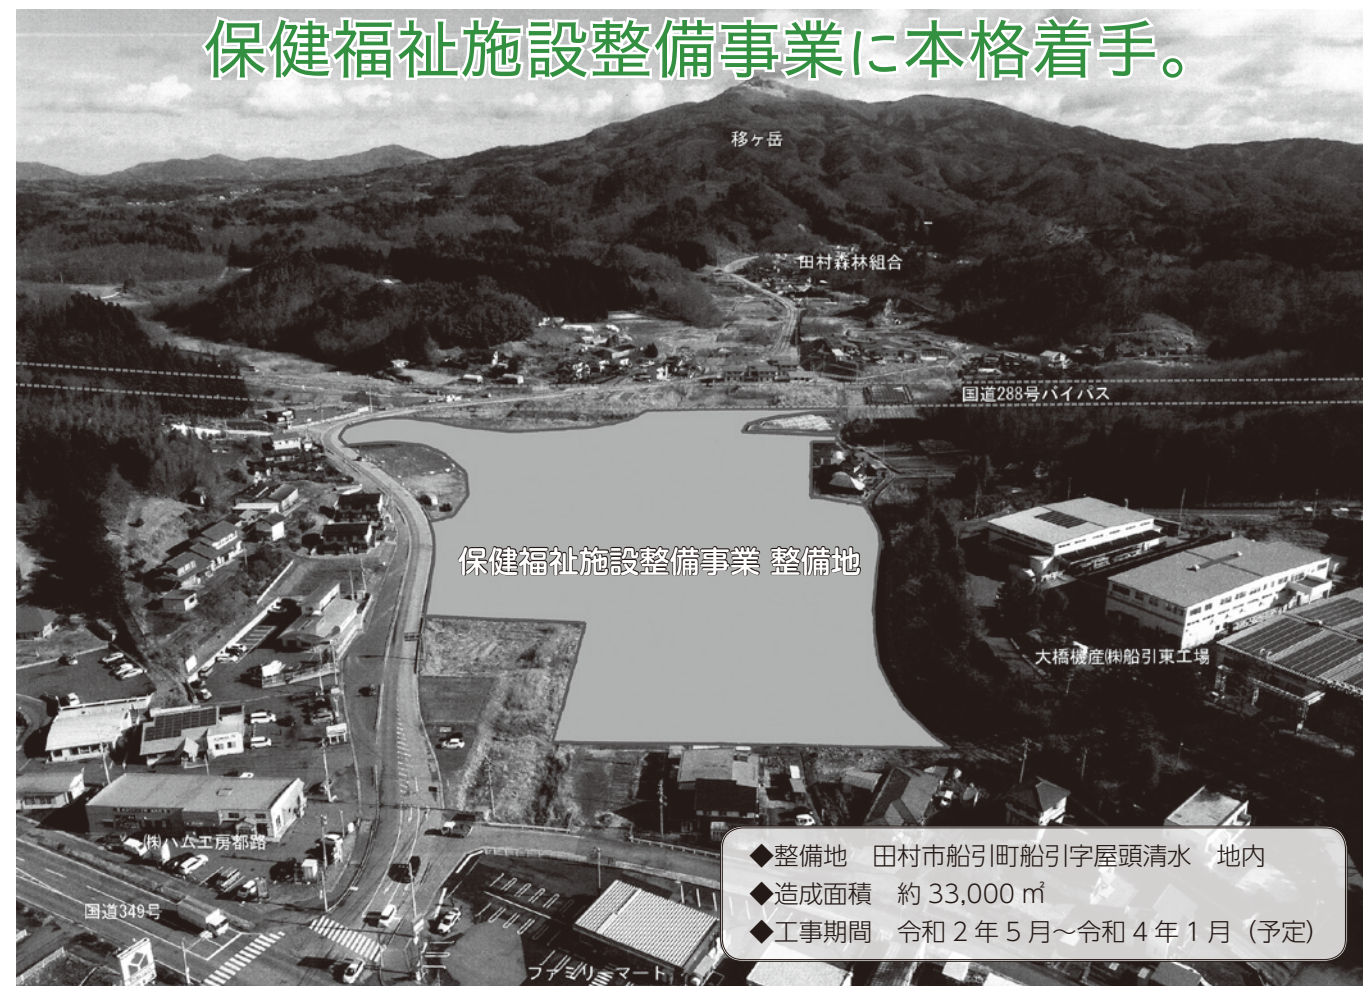 保健福祉施設整備事業に本格着手。
移ヶ岳
田村森林組合
国道288号バイパス
保健福祉施設整備事業 整備地
大橋機産㈱船引東工場
㈱ハム工房都路
国道349号
ファミリーマート
◆整備地　田村市船引町船引字屋頭清水　地内
◆造成面積　約 33,000 ㎡
◆工事期間　令和 2 年 5 月～令和 4 年 1 月（予定）